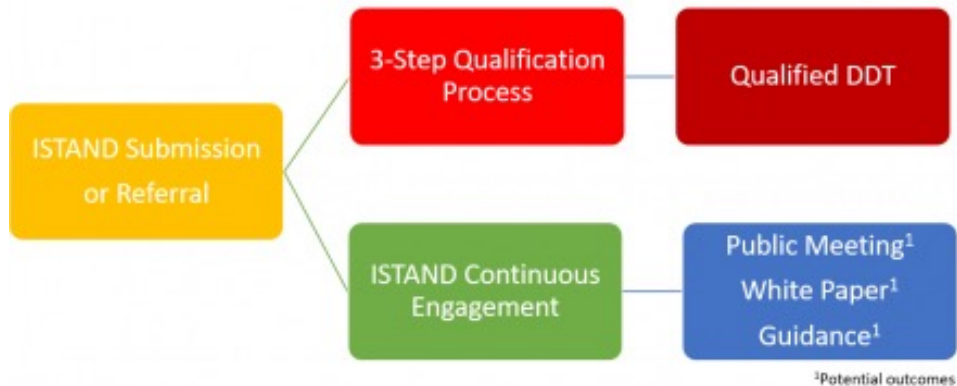 3-Step Qualification
Process
Qualified DDT
ISTAND Submission
or Referral
ISTAND Continuous
Engagement
Public Meeting¹
White Paper¹
Guidance¹
¹Potential outcomes